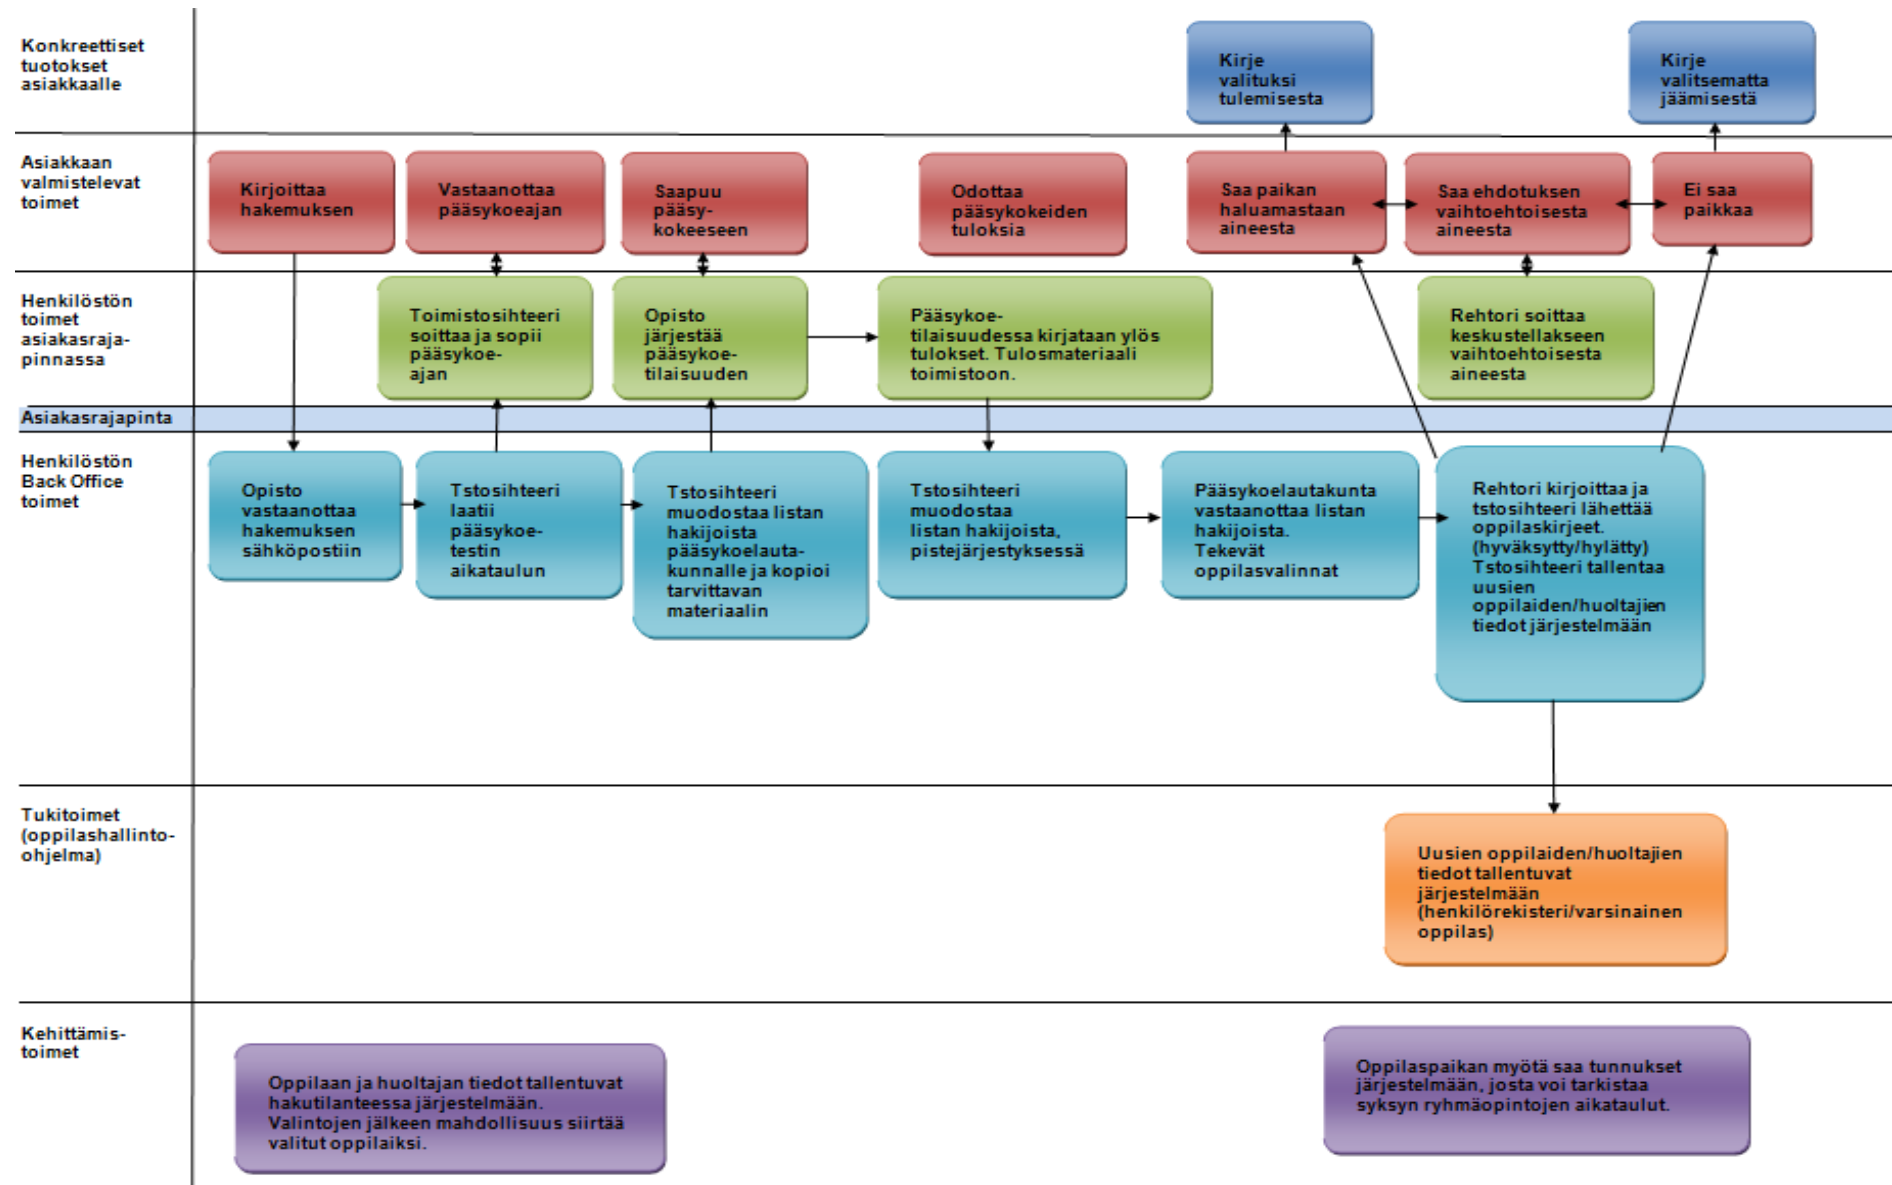 Konkreettiset
tuotokset
asiakkaalle
Kirje
valituksi
tulemisesta
Kirje
valitsematta
jäämisestä
Asiakkaan
valmistelevat
toimet
Kirjoittaa
hakemuksen
Vastaanottaa
pääsykoeajan
Saapuu
pääsy-
kokeeseen
Odottaa
pääsykokeiden
tuloksia
Saa paikan
haluamastaan
aineesta
Saa ehdotuksen
vaihtoehtoisesta
aineesta
Ei saa
paikkaa
Henkilöstön
toimet
asiakasraja-
pinnassa
Toimistosihteeri
soittaa ja sopii
pääsykoe-
ajan
Opisto
järjestää
pääsykoe-
tilaisuuden
Pääsykoe-
tilaisuudessa kirjataan ylös
tulokset. Tulosmateriaali
toimistoon.
Rehtori soittaa
keskustellakseen
vaihtoehtoisesta
aineesta
Asiakasrajapinta
Henkilöstön
Back Office
toimet
Opisto
vastaanottaa
hakemuksen
sähköpostiin
Tstosihteeri
laatii
pääsykoe-
testin
aikataulun
Tstosihteeri
muodostaa listan
hakijoista
pääsykoelauta-
kunnalle ja kopioi
tarvittavan
materiaalin
Tstosihteeri
muodostaa
listan hakijoista,
pistejärjestyksessä
Pääsykoelautakunta
vastaanottaa listan
hakijoista.
Tekevät
oppilasvalinnat
Rehtori kirjoittaa ja
tstosihteeri lähettää
oppilaskirjeet.
(hyväksytty/hylätty)
Tstosihteeri tallentaa
uusien
oppilaiden/huoltajien
tiedot järjestelmään
Tukitoimet
(oppilashallinto-
ohjelma)
Uusien oppilaiden/huoltajien
tiedot tallentuvat
järjestelmään
(henkilörekisteri/varsinainen
oppilas)
Kehittämis-
toimet
Oppilaan ja huoltajan tiedot tallentuvat
hakutilanteessa järjestelmään.
Valintojen jälkeen mahdollisuus siirtää
valitut oppilaiksi.
Oppilaspaikan myötä saa tunnukset
järjestelmään, josta voi tarkistaa
syksyn ryhmäopintojen aikataulut.